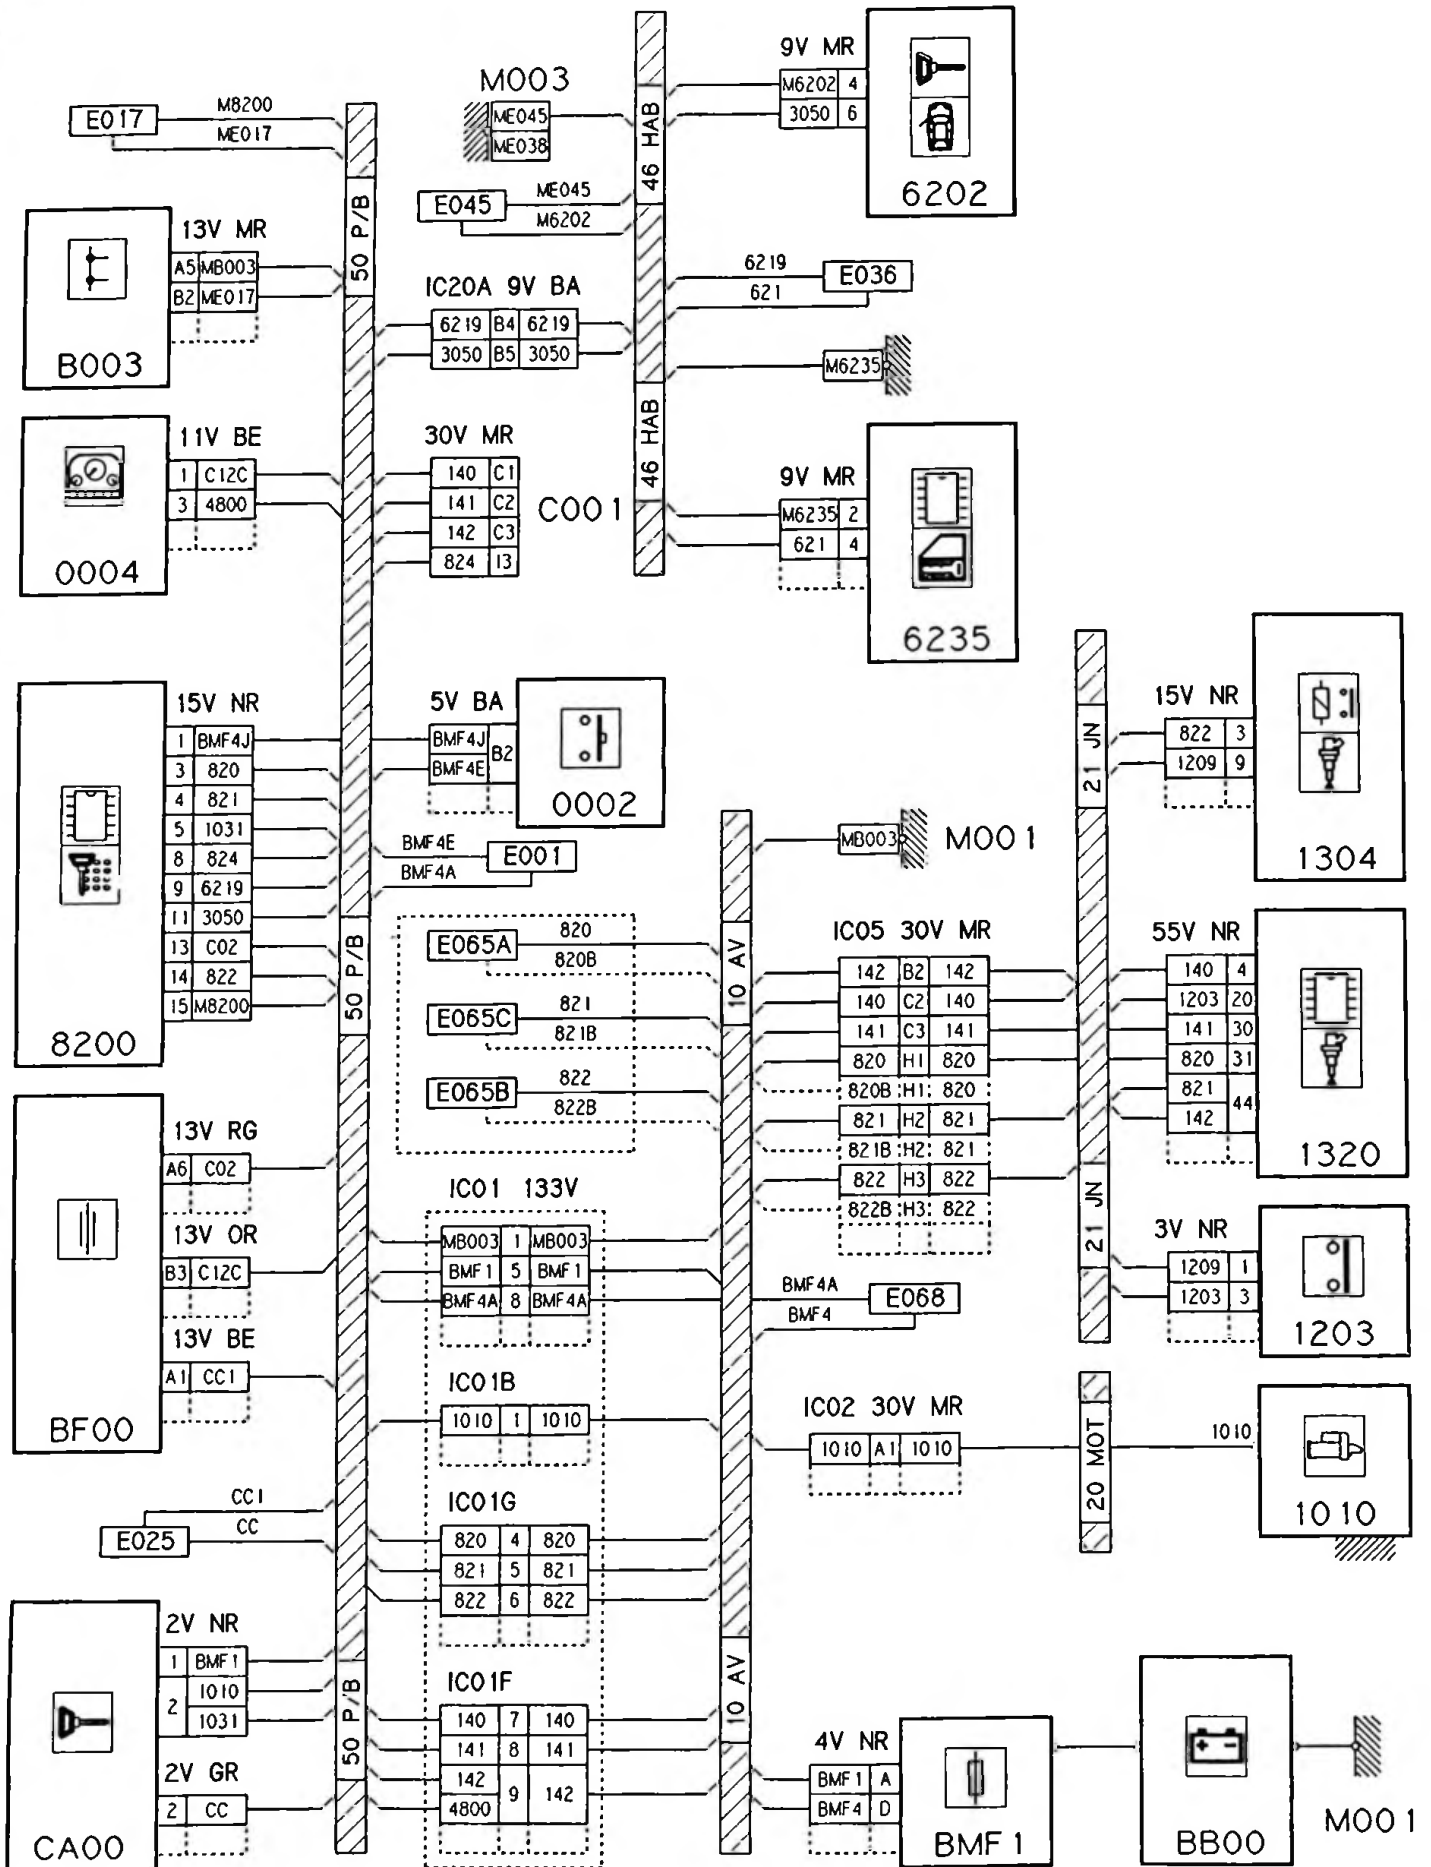 9V MR
M6202 4
3050 6
6202
M003
ME045
ME038
E017
M8200
ME017
50 P/B
46 HAB
E045
ME045
M6202
13V MR
A5 MB003
B2 ME017
B003
6219
621
E036
IC20A 9V BA
6219 B4 6219
3050 B5 3050
M6235
46 HAB
11V BE
1 C12C
3 4800
0004
30V MR
140 C1
141 C2
142 C3
824 I3
C001
9V MR
M6235 2
621 4
6235
15V NR
1 BMF4J
3 820
4 821
5 1031
8 824
9 6219
11 3050
13 C02
14 822
15 M8200
8200
5V BA
BMF4J
BMF4E
B2
0002
BMF4E
BMF4A
E001
21 JN
15V NR
822 3
1209 9
1304
MB003
M001
50 P/B
E065A
820
820B
E065C
821
821B
E065B
822
822B
10 AV
IC05 30V MR
142 B2 142
140 C2 140
141 C3 141
820 H1 820
820B H1 820
821 H2 821
821B H2 821
822 H3 822
822B H3 822
55V NR
140 4
1203 20
141 30
820 31
821
142
44
1320
13V RG
A6 C02
13V OR
B3 C12C
13V BE
A1 CC1
BF00
IC01 133V
MB003 1 MB003
BMF1 5 BMF1
BMF4A 8 BMF4A
BMF4A
BMF4
E068
21 JN
3V NR
1209 1
1203 3
1203
IC01B
1010 1 1010
IC02 30V MR
1010 A1 1010
20 MOT
1010
1010
CC1
CC
E025
IC01G
820 4 820
821 5 821
822 6 822
2V NR
1 BMF1
2
1010
1031
2V GR
2 CC
CA00
50 P/B
IC01F
140 7 140
141 8 141
142
4800
9 142
10 AV
4V NR
BMF1 A
BMF4 D
BMF1
BB00
M001